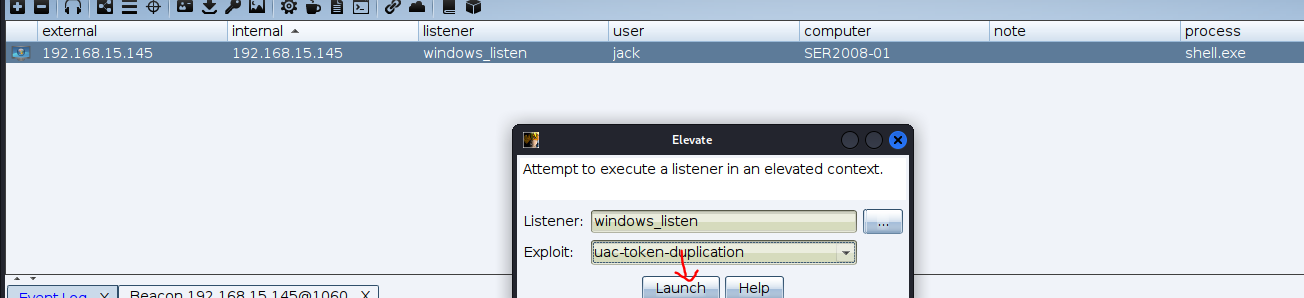 external internal listener user computer note process
192.168.15.145 192.168.15.145 windows_listen jack SER2008-01 shell.exe
Elevate
Attempt to execute a listener in an elevated context.
Listener: windows_listen ...
Exploit: uac-token-duplication
Launch Help
Event Log X Beacon 192.168.15.145@1060 X